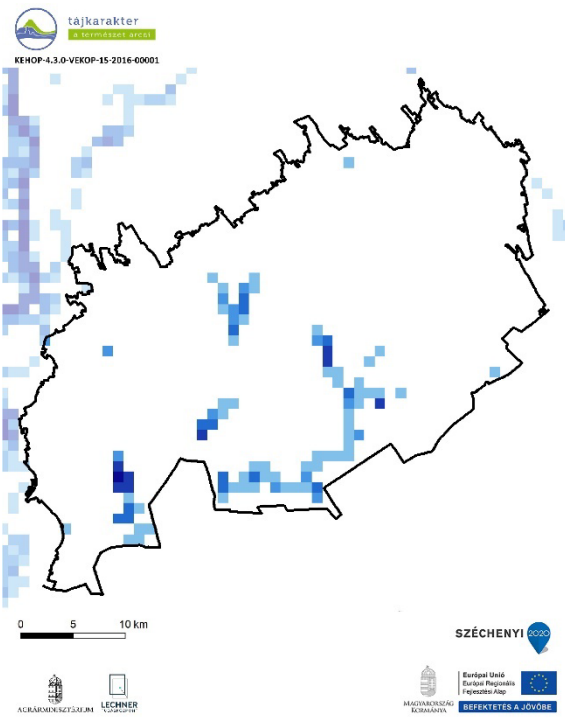 tájkarakter
a természet arcai
KEHOP-4.3.0-VEKOP-15-2016-00001
0 5 10 km
SZÉCHENYI 2020
AGRÁRMINISZTÉRIUM
LECHNER
MAGYARORSZÁG
KORMÁNYA
Európai Unió
Európai Regionális
Fejlesztési Alap
BEFEKTETÉS A JÖVŐBE